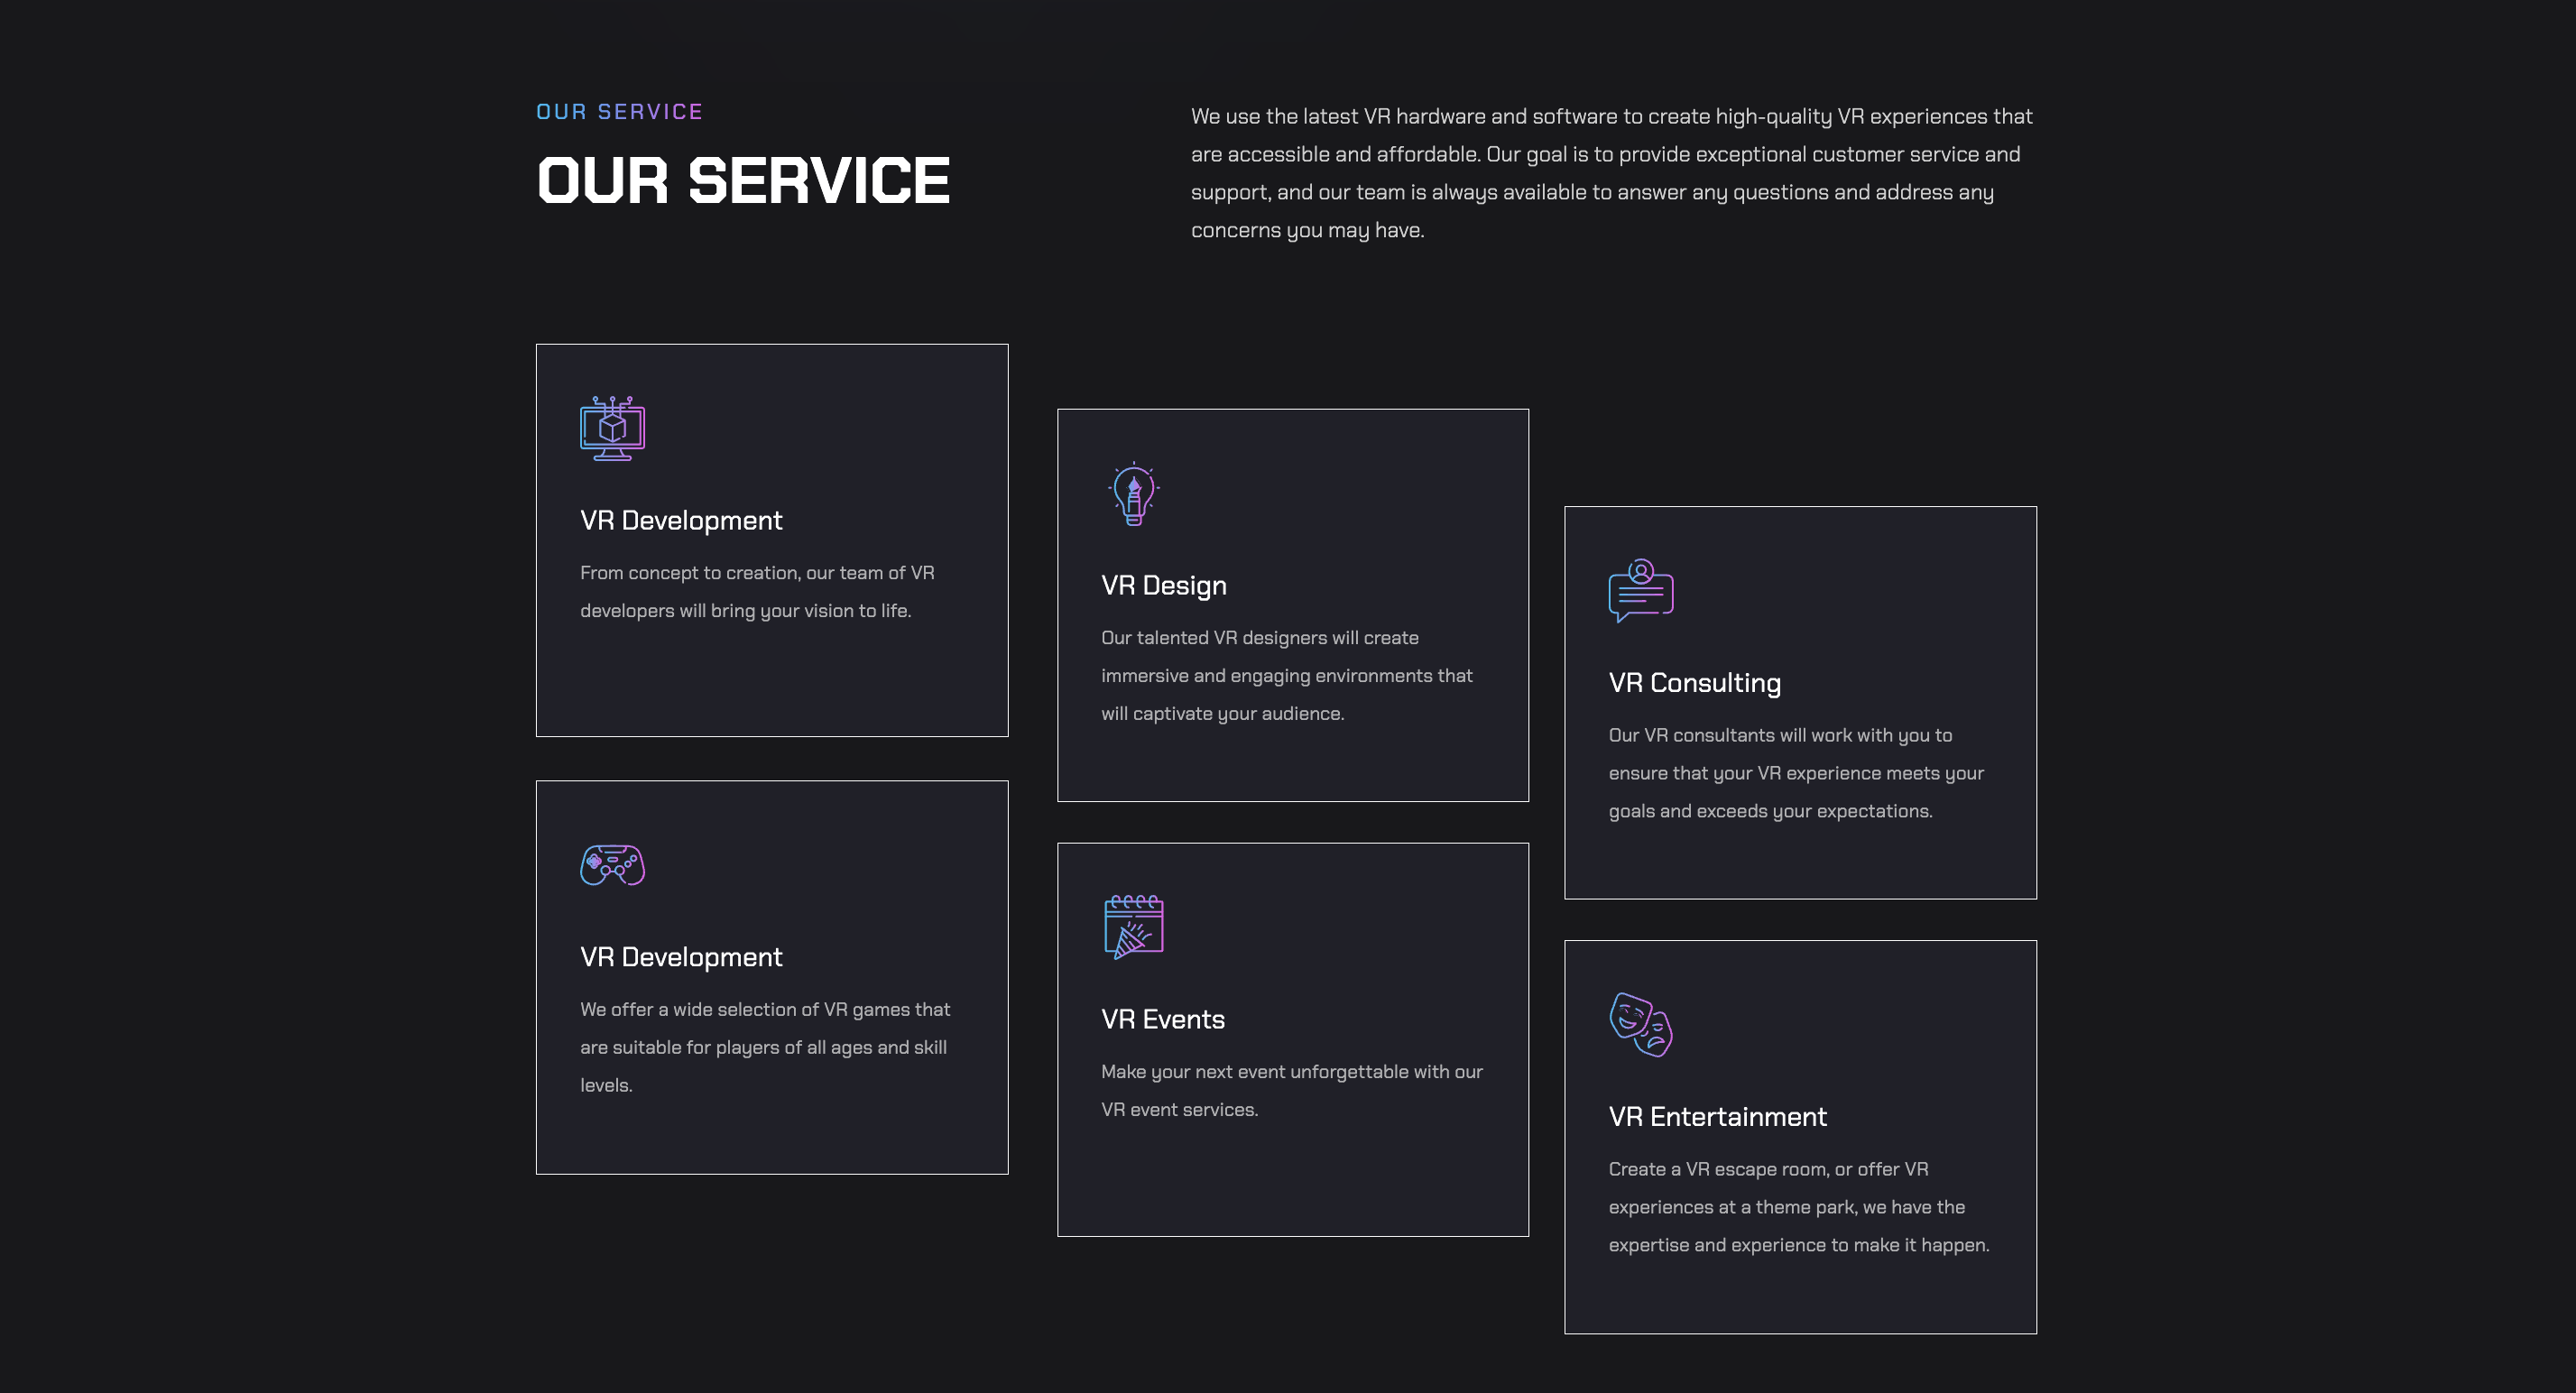 OUR SERVICE
OUR SERVICE
We use the latest VR hardware and software to create high-quality VR experiences that
are accessible and affordable. Our goal is to provide exceptional customer service and
support, and our team is always available to answer any questions and address any
concerns you may have.
VR Development
From concept to creation, our team of VR
developers will bring your vision to life.
VR Design
Our talented VR designers will create
immersive and engaging environments that
will captivate your audience.
VR Consulting
Our VR consultants will work with you to
ensure that your VR experience meets your
goals and exceeds your expectations.
VR Development
We offer a wide selection of VR games that
are suitable for players of all ages and skill
levels.
VR Events
Make your next event unforgettable with our
VR event services.
VR Entertainment
Create a VR escape room, or offer VR
experiences at a theme park, we have the
expertise and experience to make it happen.